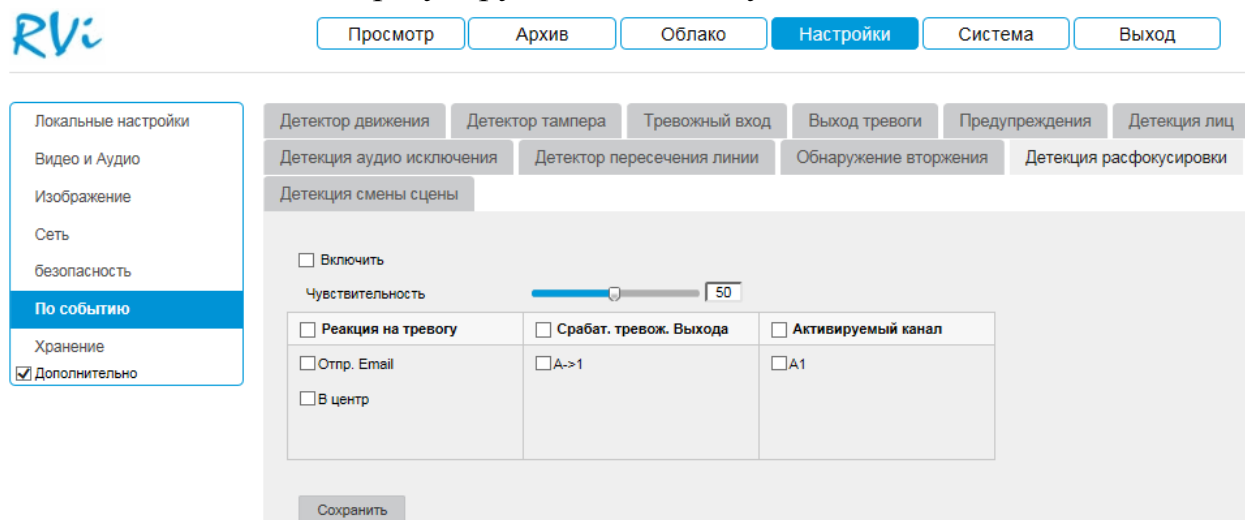 RVi
Просмотр Архив Облако Настройки Система Выход
Локальные настройки
Видео и Аудио
Изображение
Сеть
безопасность
По событию
Хранение
Дополнительно
Детектор движения Детектор тампера Тревожный вход Выход тревоги Предупреждения Детекция лиц
Детекция аудио исключения Детектор пересечения линии Обнаружение вторжения Детекция расфокусировки
Детекция смены сцены
Включить
Чувствительность 50
Реакция на тревогу Срабат. тревож. Выхода Активируемый канал
Отпр. Email A->1 A1
В центр
Сохранить